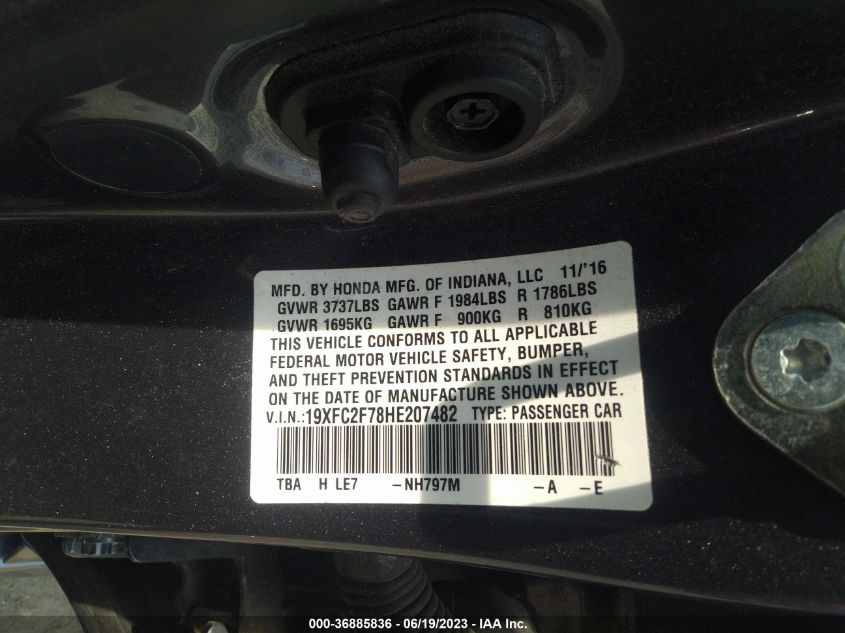 MFD. BY HONDA MFG. OF INDIANA, LLC 11/'16
GVWR 3737LBS GAWR F 1984LBS R 1786LBS
GVWR 1695KG GAWR F 900KG R 810KG
THIS VEHICLE CONFORMS TO ALL APPLICABLE
FEDERAL MOTOR VEHICLE SAFETY, BUMPER,
AND THEFT PREVENTION STANDARDS IN EFFECT
ON THE DATE OF MANUFACTURE SHOWN ABOVE.
V.I.N.:19XFC2F78HE207482 TYPE: PASSENGER CAR
TBA H LE7 -NH797M -A -E
000-36885836 - 06/19/2023 - IAA Inc.